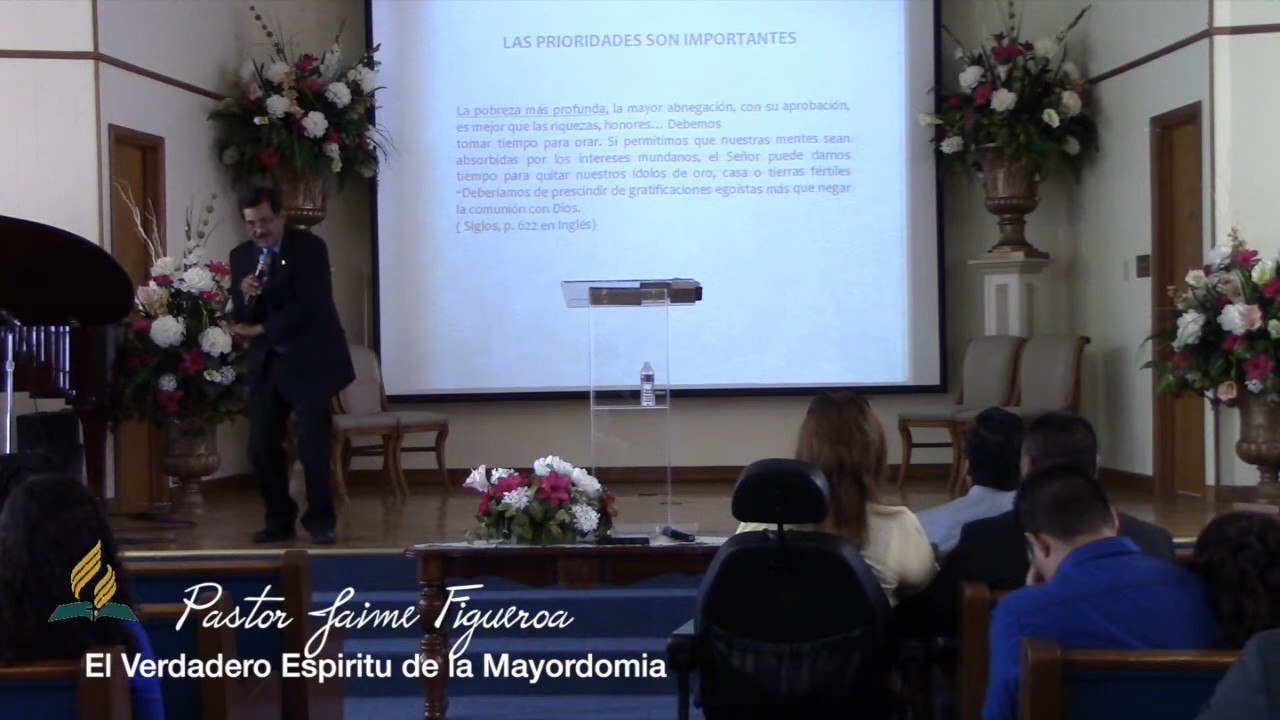 LAS PRIORIDADES SON IMPORTANTES
La pobreza más profunda, la mayor abnegación, con su aprobación,
es mejor que las riquezas, honores... Debemos
tomar tiempo para orar. Si permitimos que nuestras mentes sean
absorbidas por los intereses mundanos, el Señor puede darnos
tiempo para quitar nuestros ídolos de oro, casa o tierras fértiles
"Deberíamos de prescindir de gratificaciones egoístas más que negar
la comunión con Dios.
( Siglos, p. 622 en Inglés)
Pastor Jaime Figueroa
El Verdadero Espiritu de la Mayordomia